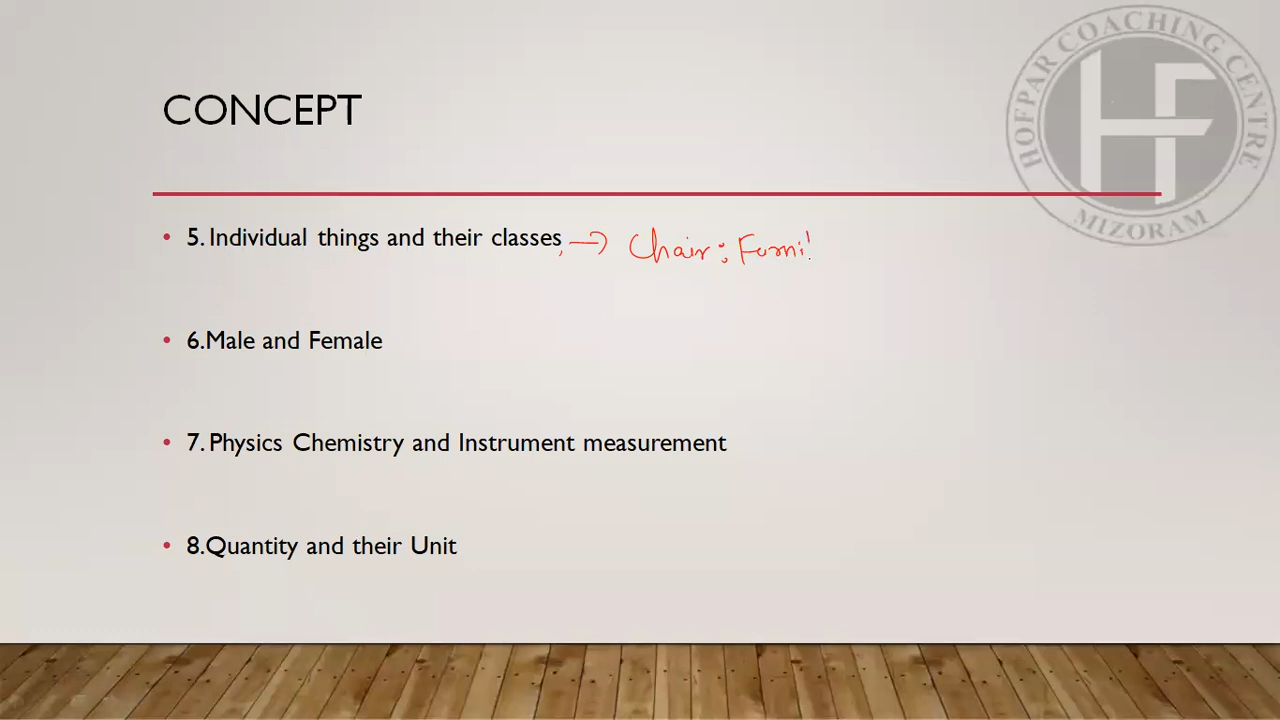 HOFPAR COACHING CENTRE
MIZORAM
HF
CONCEPT
• 5. Individual things and their classes, → Chair : Furni
• 6.Male and Female
• 7. Physics Chemistry and Instrument measurement
• 8.Quantity and their Unit